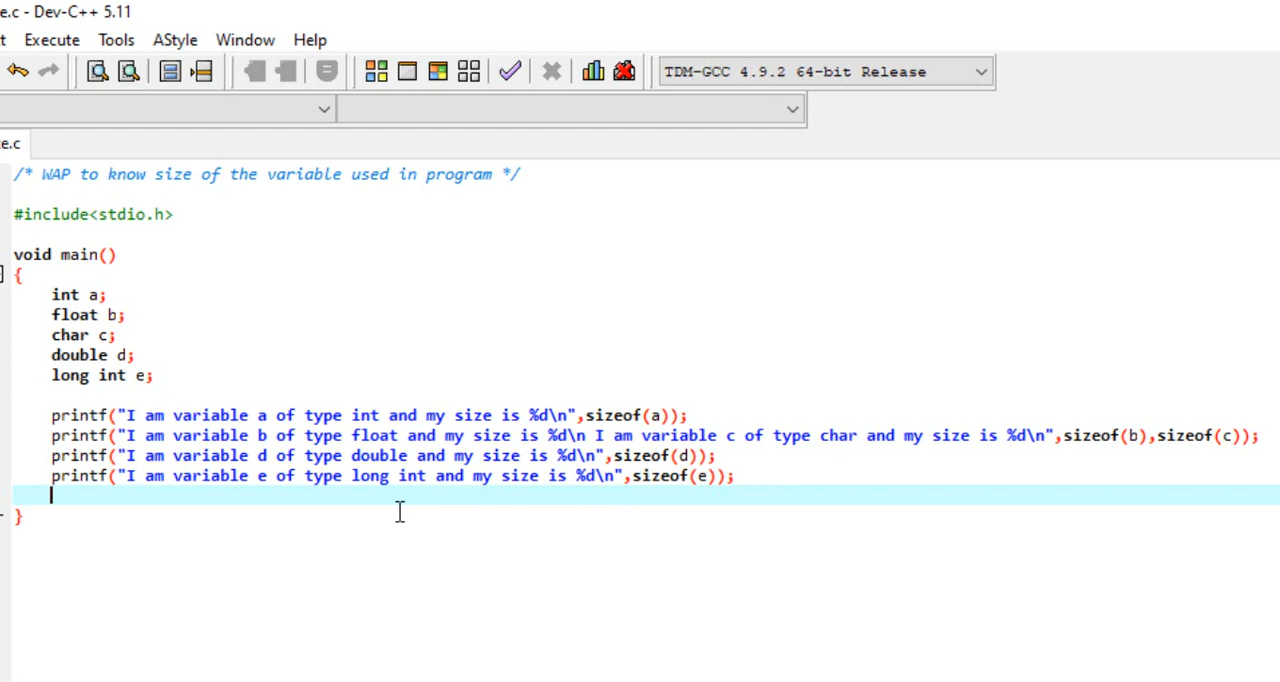 e.c - Dev-C++ 5.11
t Execute Tools AStyle Window Help
TDM-GCC 4.9.2 64-bit Release
e.c
/* WAP to know size of the variable used in program */
#include<stdio.h>
void main()
{
int a;
float b;
char c;
double d;
long int e;
printf("I am variable a of type int and my size is %d\n",sizeof(a));
printf("I am variable b of type float and my size is %d\n I am variable c of type char and my size is %d\n",sizeof(b),sizeof(c));
printf("I am variable d of type double and my size is %d\n",sizeof(d));
printf("I am variable e of type long int and my size is %d\n",sizeof(e));
}